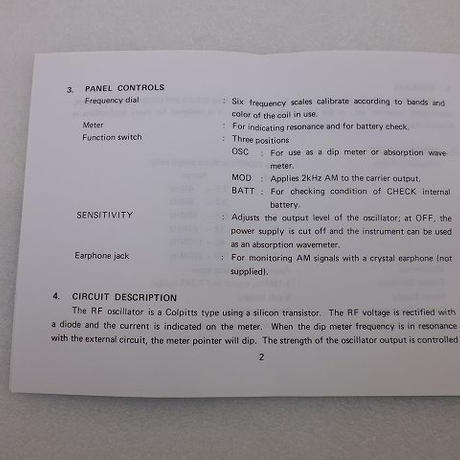 3. PANEL CONTROLS
Frequency dial : Six frequency scales calibrate according to bands and
color of the coil in use.
Meter : For indicating resonance and for battery check.
Function switch : Three positions
OSC : For use as a dip meter or absorption wave-
meter.
MOD : Applies 2kHz AM to the carrier output.
BATT : For checking condition of CHECK internal
battery.
SENSITIVITY : Adjusts the output level of the oscillator; at OFF, the
power supply is cut off and the instrument can be used
as an absorption wavemeter.
Earphone jack : For monitoring AM signals with a crystal earphone (not
supplied).
4. CIRCUIT DESCRIPTION
The RF oscillator is a Colpitts type using a silicon transistor. The RF voltage is rectified with
a diode and the current is indicated on the meter. When the dip meter frequency is in resonance
with the external circuit, the meter pointer will dip. The strength of the oscillator output is controlled
2